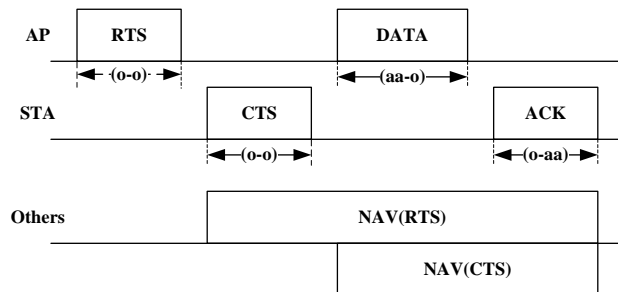 AP RTS DATA
(o-o) (aa-o)
STA CTS ACK
(o-o) (o-aa)
Others NAV(RTS)
NAV(CTS)